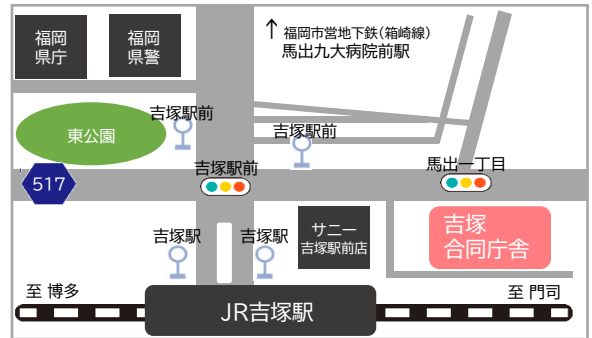 福岡
県庁
福岡
県警
↑ 福岡市営地下鉄(箱崎線)
馬出九大病院前駅
東公園
吉塚駅前
吉塚駅前
517
吉塚駅前
馬出一丁目
吉塚駅
吉塚駅
サニー
吉塚駅前店
吉塚
合同庁舎
至 博多
JR吉塚駅
至 門司